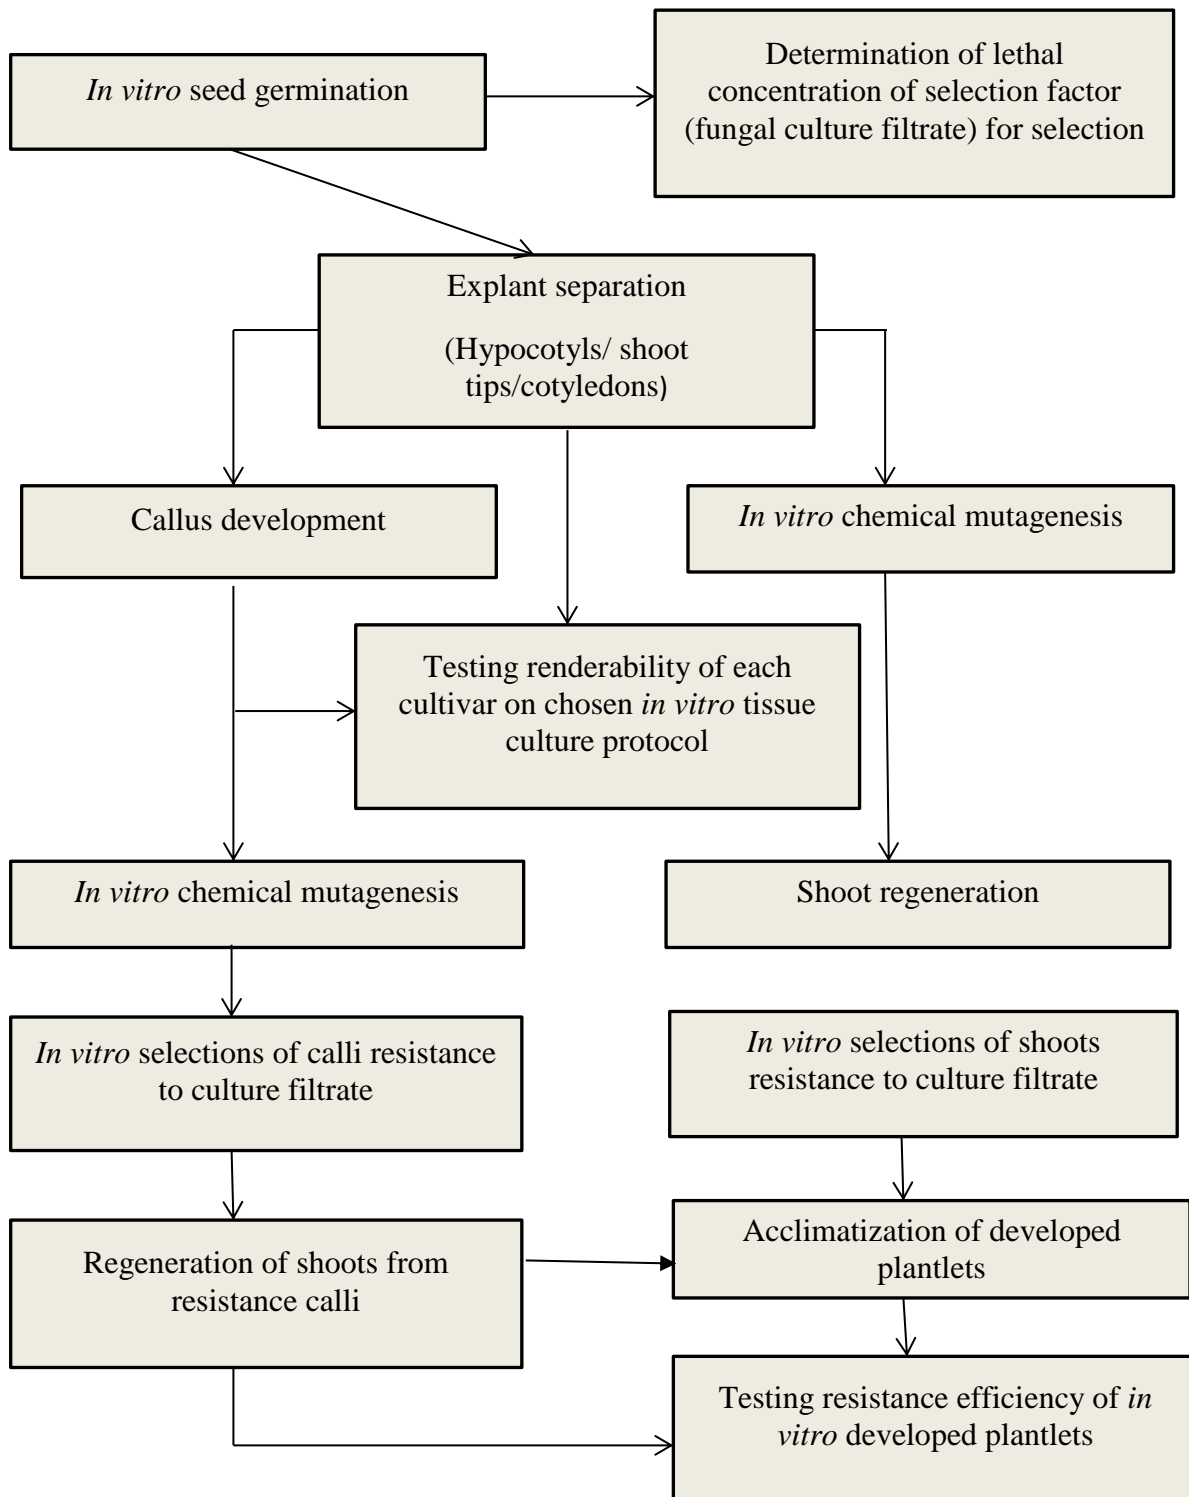 In vitro seed germination
Determination of lethal
concentration of selection factor
(fungal culture filtrate) for selection
Explant separation
(Hypocotyls/ shoot
tips/cotyledons)
Callus development
In vitro chemical mutagenesis
Testing renderability of each
cultivar on chosen in vitro tissue
culture protocol
In vitro chemical mutagenesis
Shoot regeneration
In vitro selections of calli resistance
to culture filtrate
In vitro selections of shoots
resistance to culture filtrate
Regeneration of shoots from
resistance calli
Acclimatization of developed
plantlets
Testing resistance efficiency of in
vitro developed plantlets